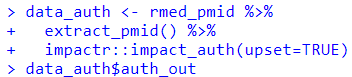 > data_auth <- rmed_pmid %>%
+   extract_pmid() %>%
+   impactr::impact_auth(upset=TRUE)
> data_auth$auth_out